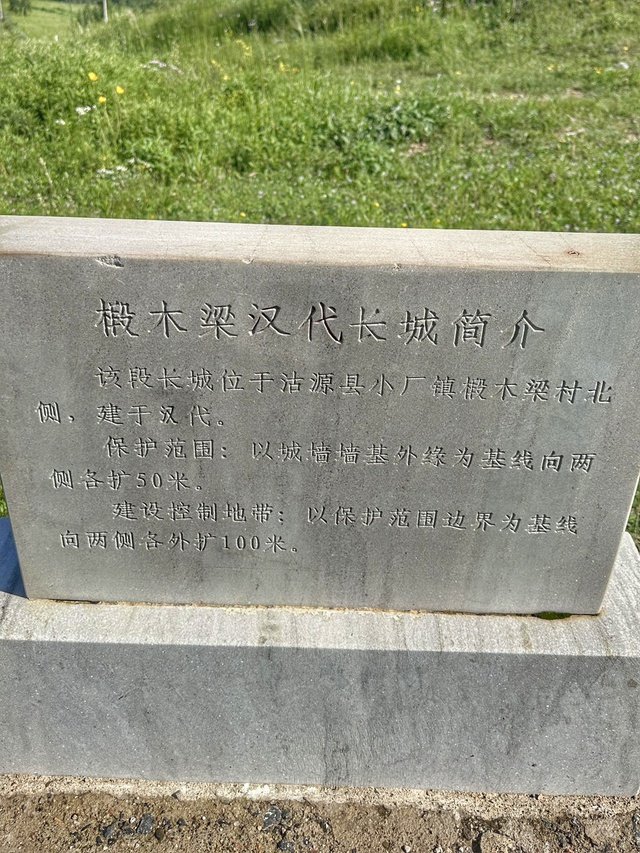 椴木梁汉代长城简介
该段长城位于沽源县小厂镇椴木梁村北
侧，建于汉代。
保护范围：以城墙墙基外缘为基线向两
侧各扩50米。
建设控制地带：以保护范围边界为基线
向两侧各外扩100米。